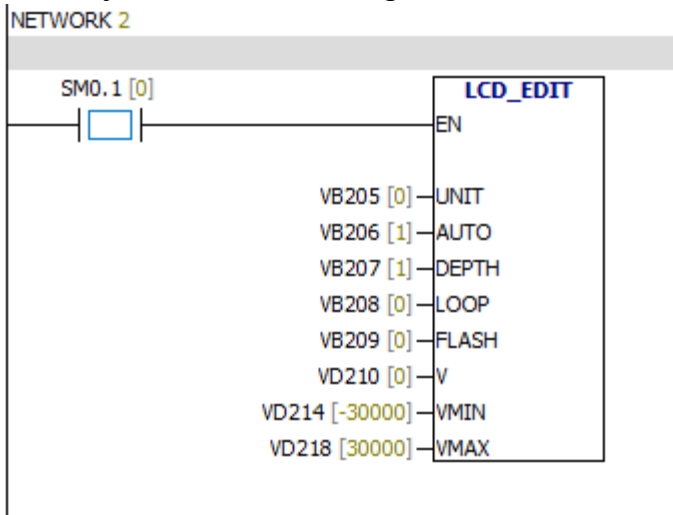 NETWORK 2
SM0.1 [0]
LCD_EDIT
EN
VB205 [0] UNIT
VB206 [1] AUTO
VB207 [1] DEPTH
VB208 [0] LOOP
VB209 [0] FLASH
VD210 [0] V
VD214 [-30000] VMIN
VD218 [30000] VMAX